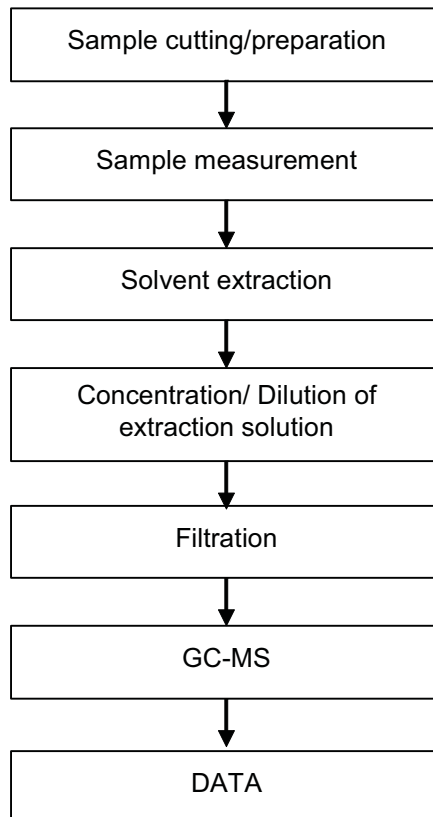 Sample cutting/preparation
Sample measurement
Solvent extraction
Concentration/ Dilution of
extraction solution
Filtration
GC-MS
DATA